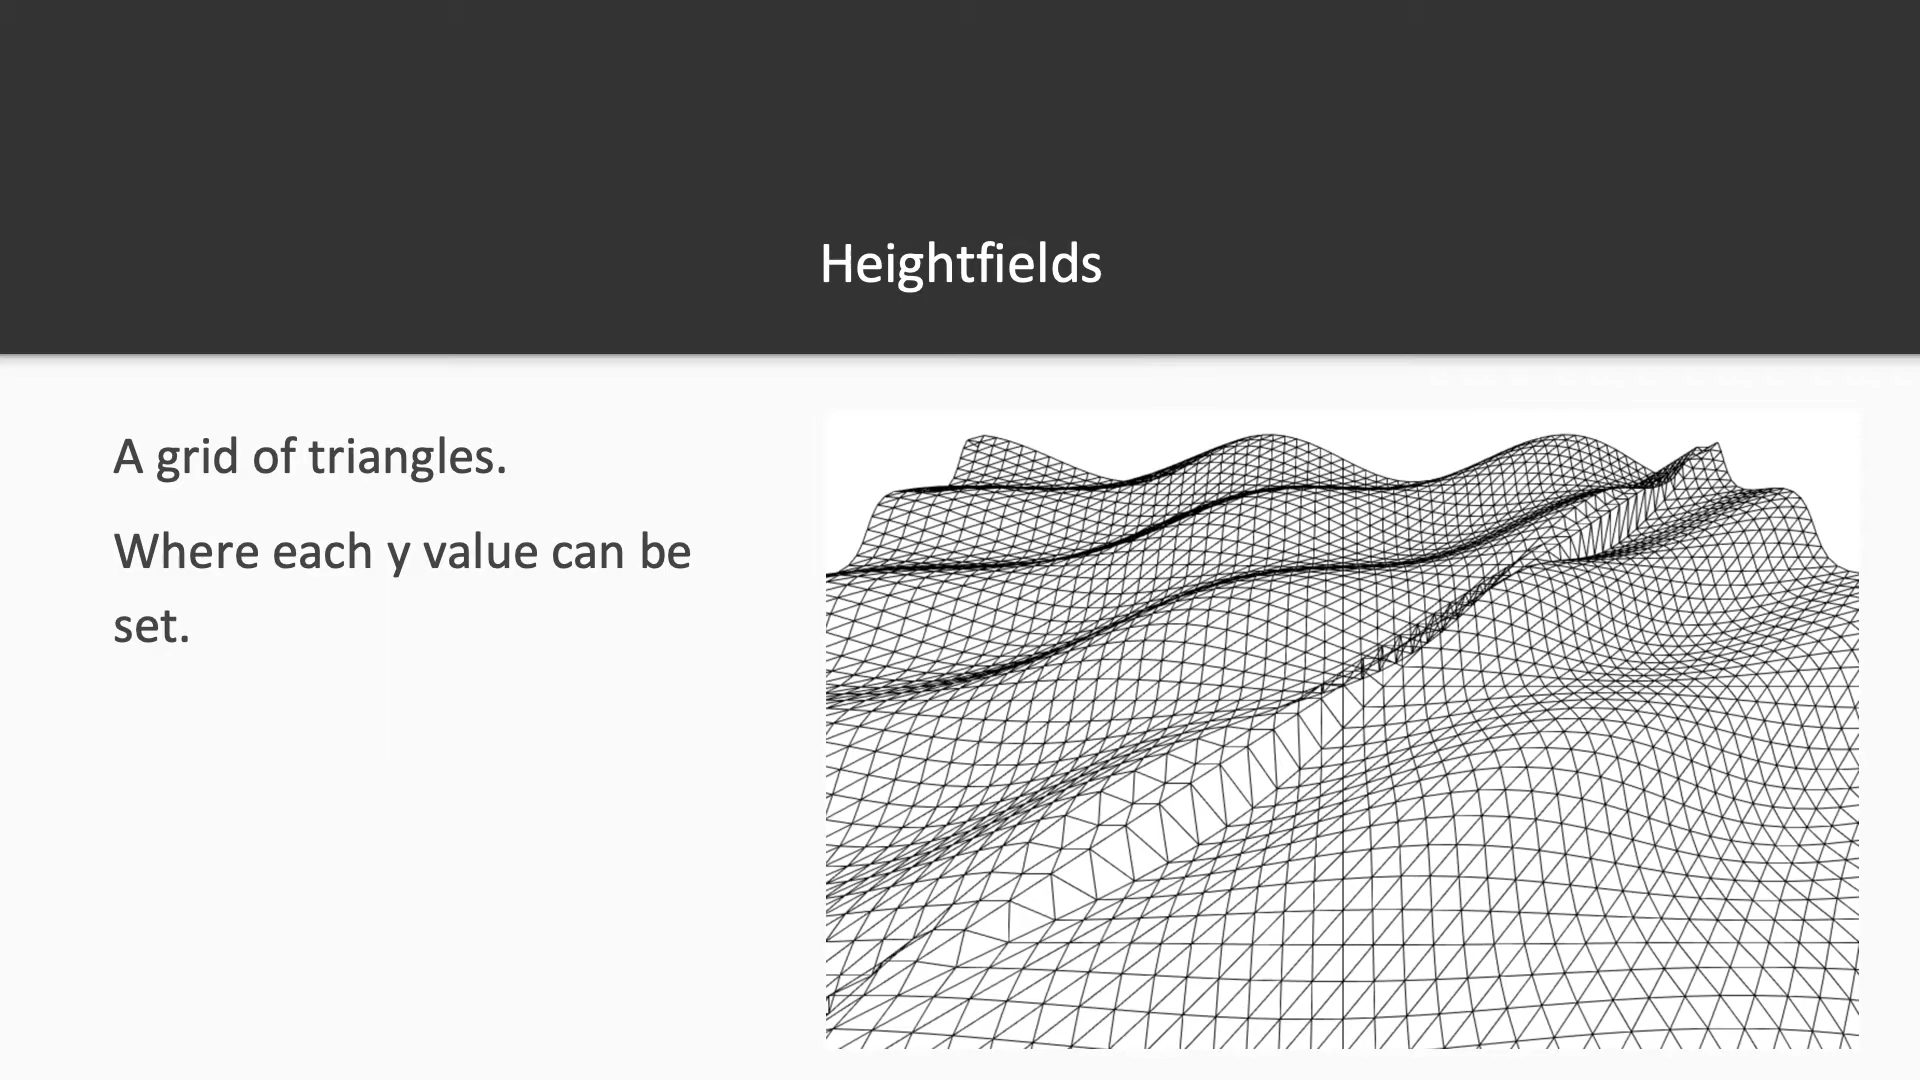 Heightfields
A grid of triangles.
Where each y value can be
set.